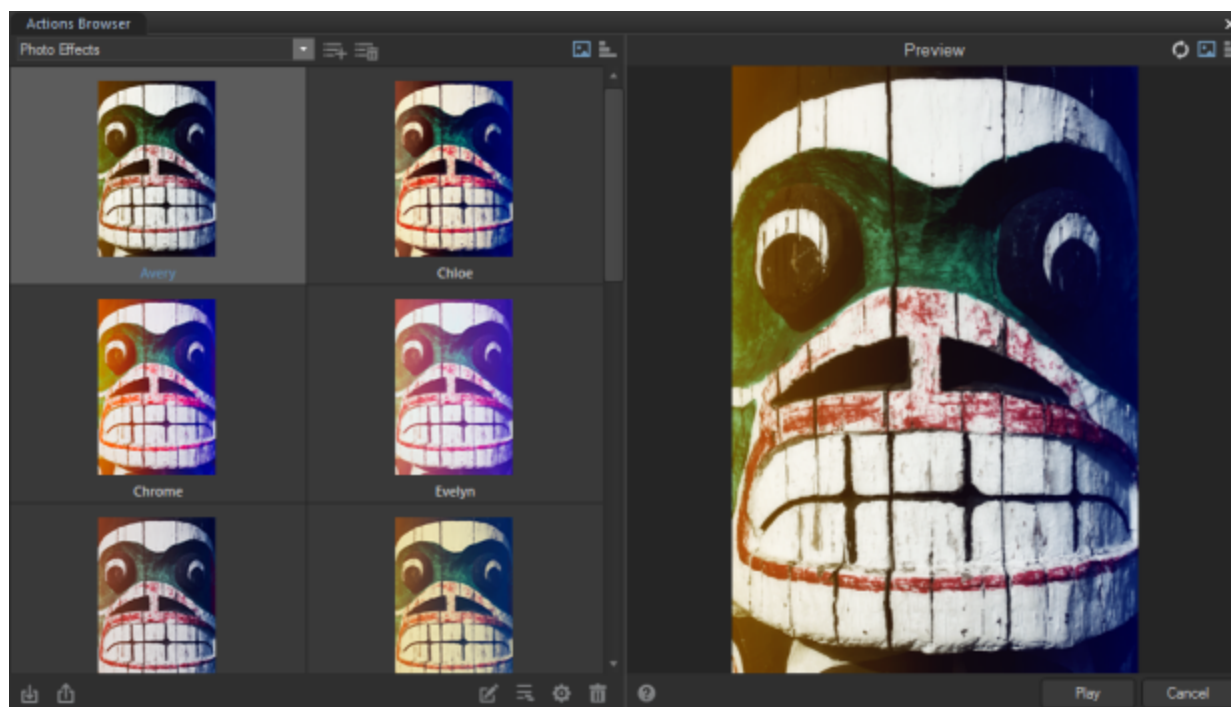 Actions Browser
Photo Effects
Preview
Avery
Chloe
Chrome
Evelyn
Play
Cancel